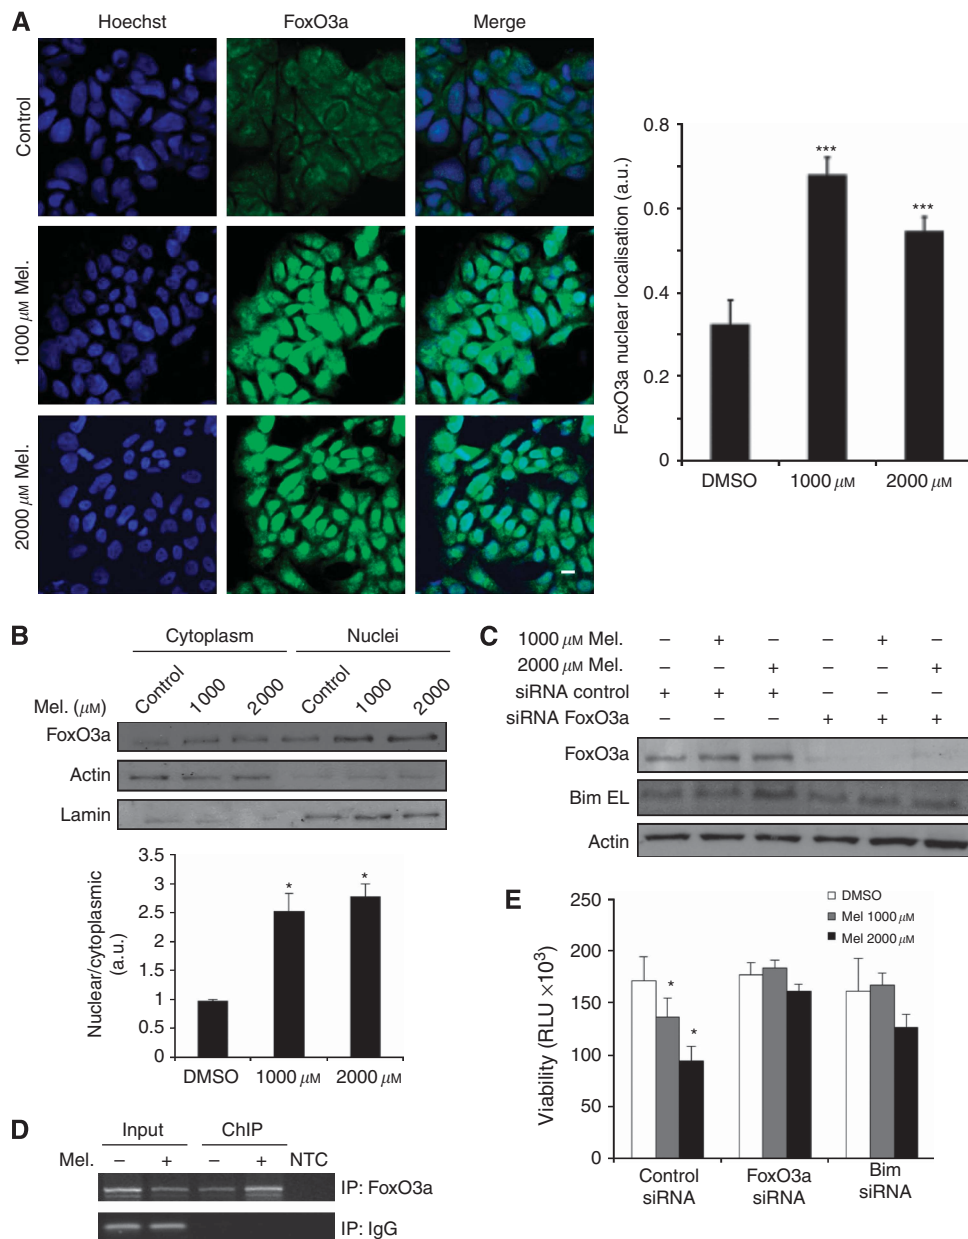 A
Hoechst
FoxO3a
Merge
Control
1000 μM Mel.
2000 μM Mel.
FoxO3a nuclear localisation (a.u.)
0.8
0.6
0.4
0.2
0
***
***
DMSO
1000 μM
2000 μM
B
Cytoplasm
Nuclei
Mel. (μM)
Control
1000
2000
Control
1000
2000
FoxO3a
Actin
Lamin
Nuclear/cytoplasmic
(a.u.)
3.5
3
2.5
2
1.5
1
0.5
0
*
*
DMSO
1000 μM
2000 μM
C
1000 μM Mel. – + – – + –
2000 μM Mel. – – + – – +
siRNA control + + + – – –
siRNA FoxO3a – – – + + +
FoxO3a
Bim EL
Actin
D
Input
ChIP
Mel. – + – + NTC
IP: FoxO3a
IP: IgG
E
Viability (RLU ×10³)
250
200
150
100
50
0
DMSO
Mel 1000 μM
Mel 2000 μM
*
*
Control
siRNA
FoxO3a
siRNA
Bim
siRNA